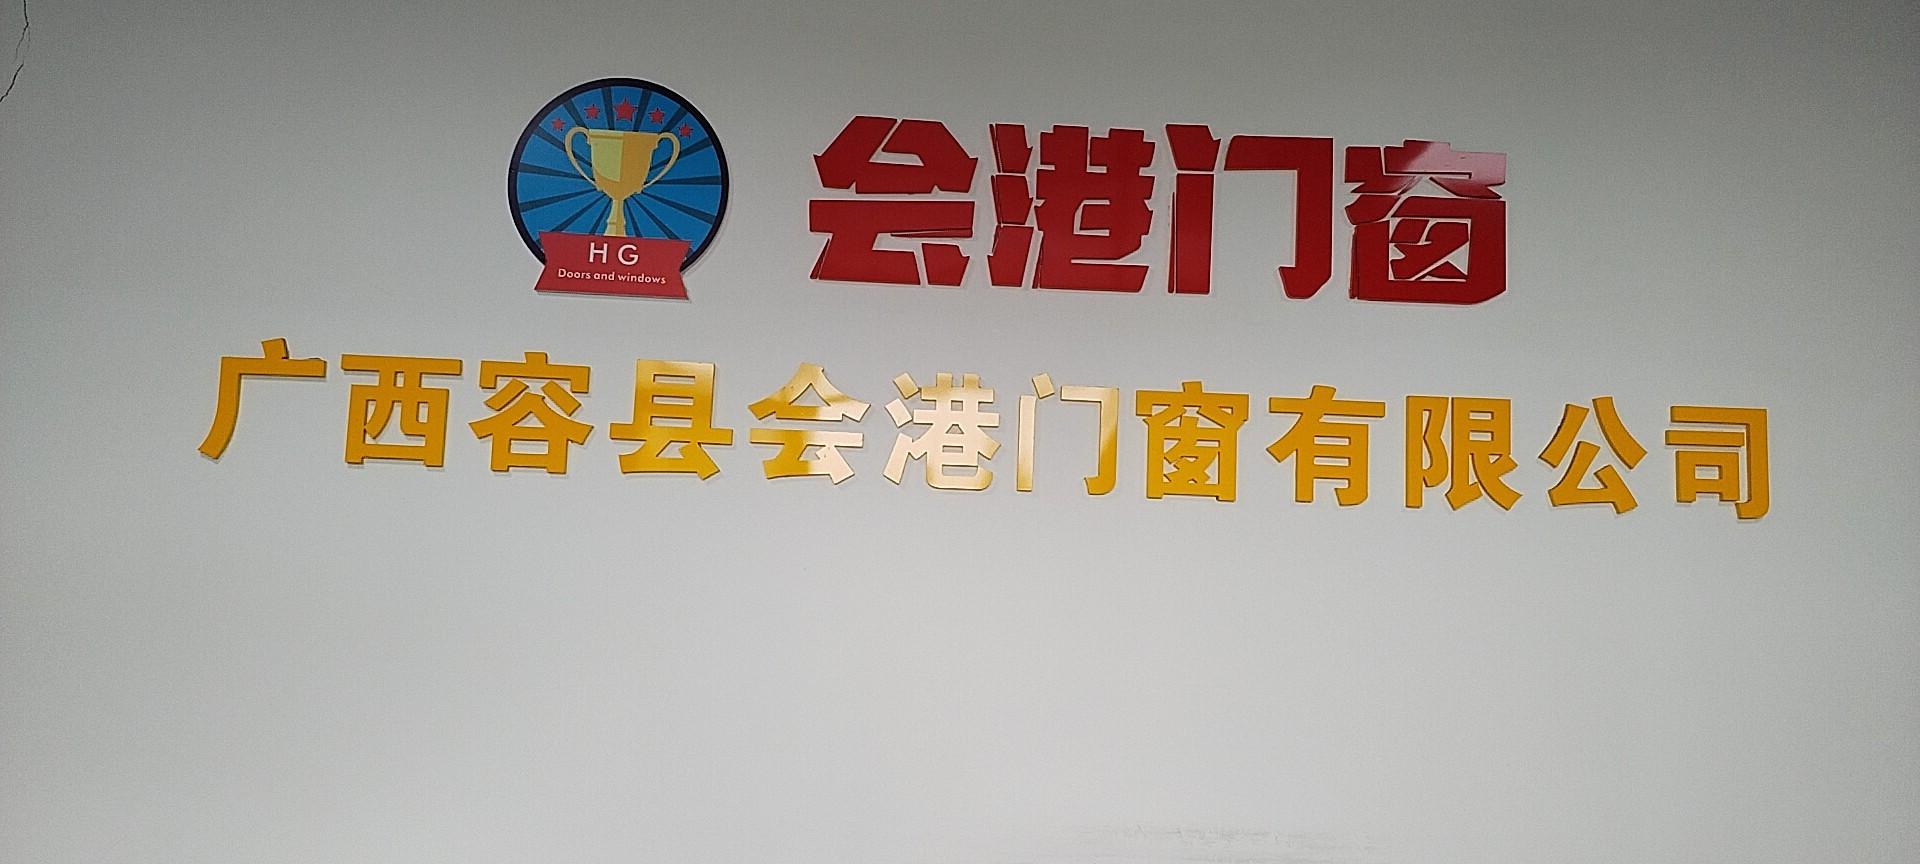 会港门窗
HG
Doors and windows
广西容县会港门窗有限公司